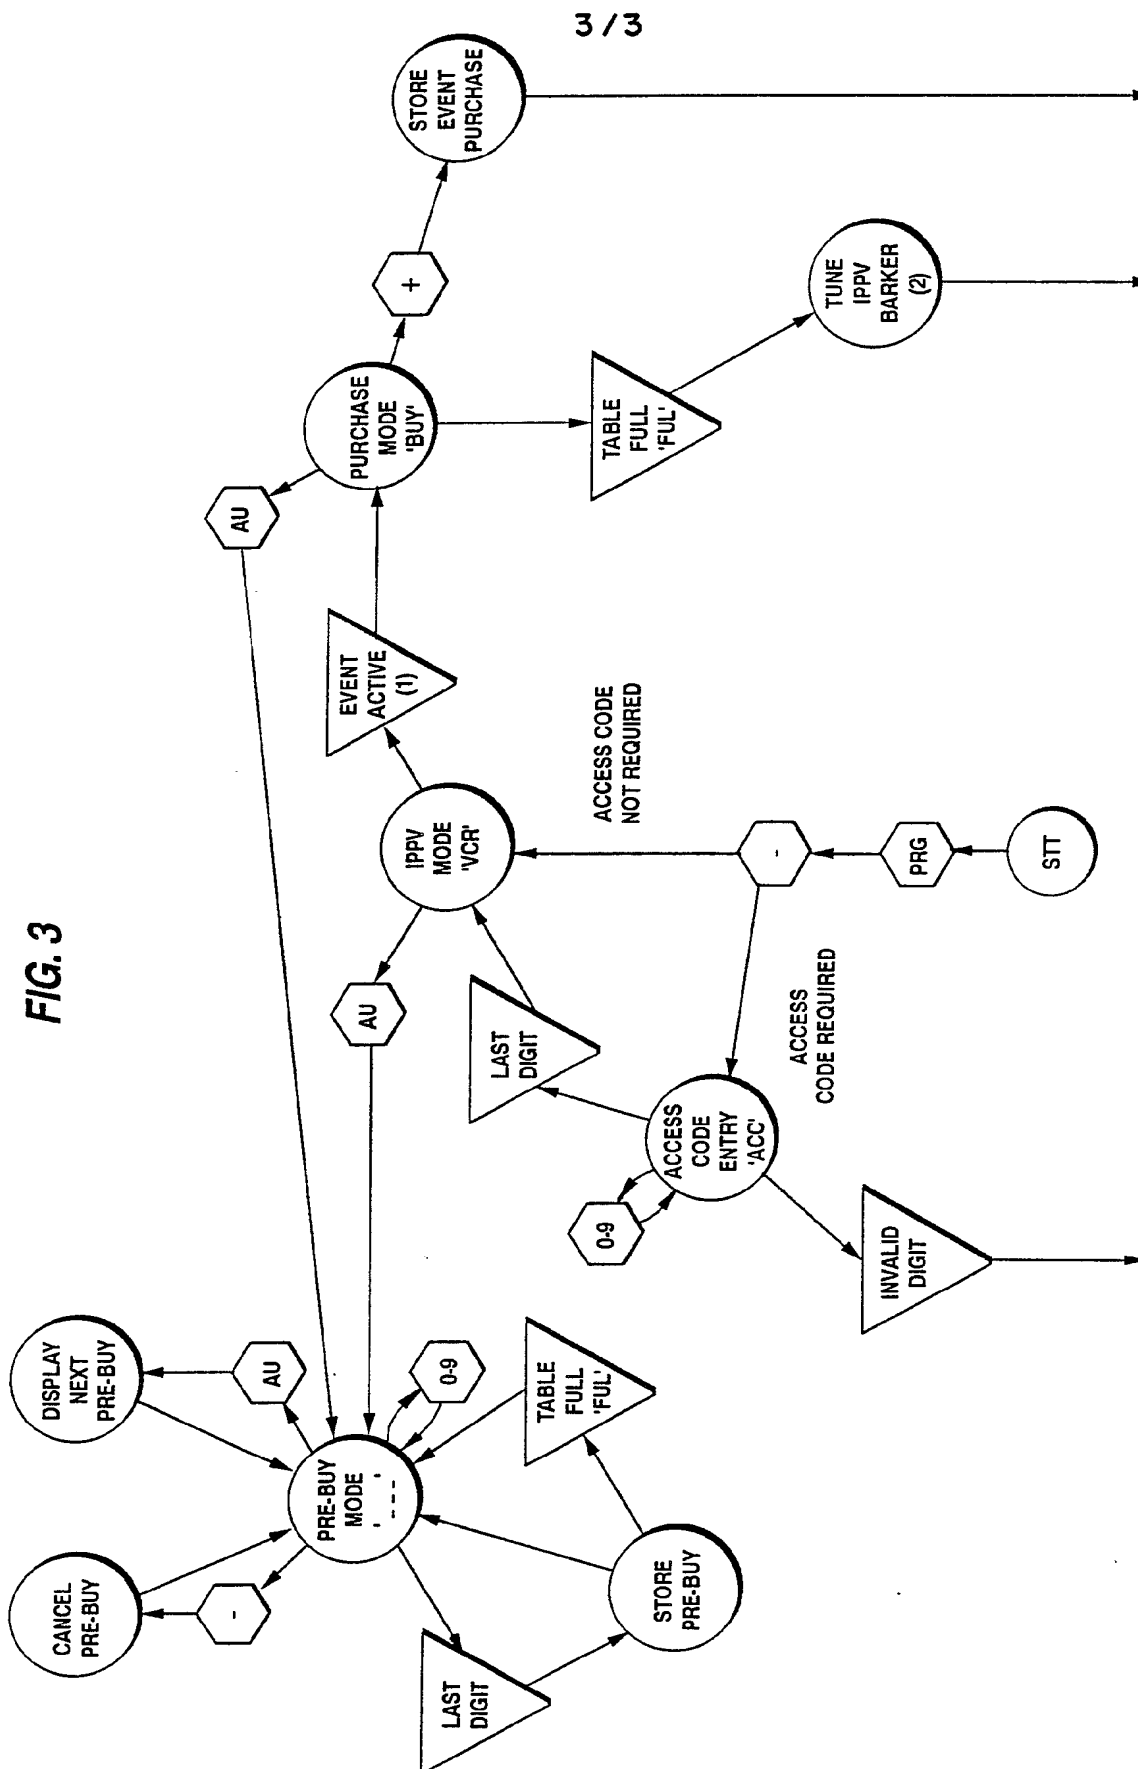 3/3
FIG. 3
CANCEL
PRE-BUY
-
DISPLAY
NEXT
PRE-BUY
AU
PRE-BUY
MODE
'---'
0-9
LAST
DIGIT
STORE
PRE-BUY
TABLE
FULL
'FUL'
AU
AU
IPPV
MODE
'VCR'
EVENT
ACTIVE
(1)
PURCHASE
MODE
'BUY'
+
STORE
EVENT
PURCHASE
TABLE
FULL
'FUL'
TUNE
IPPV
BARKER
(2)
LAST
DIGIT
ACCESS
CODE
ENTRY
'ACC'
0-9
INVALID
DIGIT
ACCESS CODE
NOT REQUIRED
ACCESS
CODE REQUIRED
-
PRG
STT